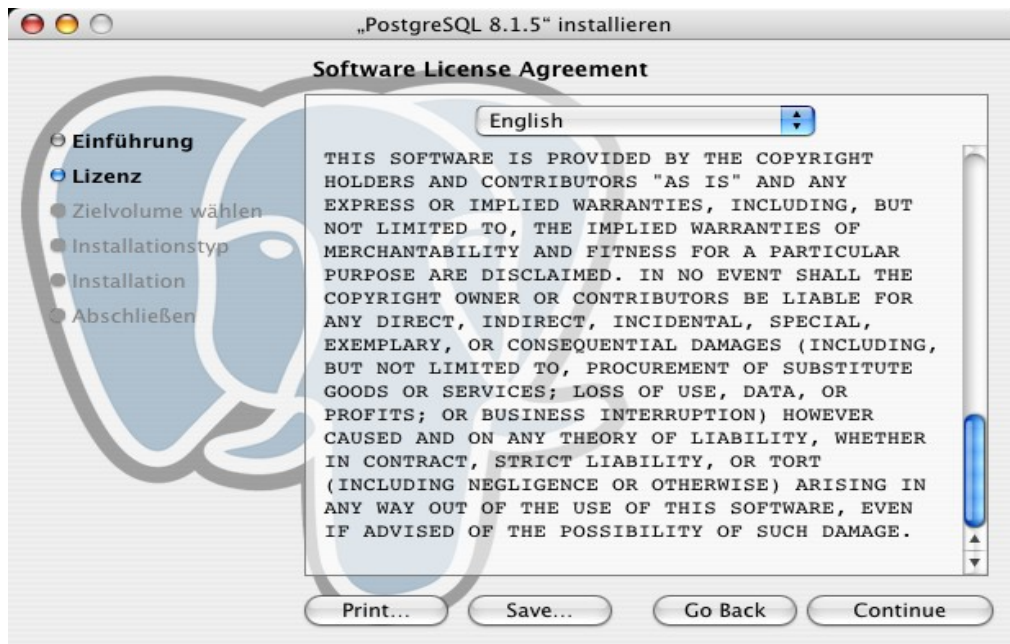 „PostgreSQL 8.1.5“ installieren
Software License Agreement
Einführung
Lizenz
Zielvolume wählen
Installationstyp
Installation
Abschließen
English
THIS SOFTWARE IS PROVIDED BY THE COPYRIGHT
HOLDERS AND CONTRIBUTORS "AS IS" AND ANY
EXPRESS OR IMPLIED WARRANTIES, INCLUDING, BUT
NOT LIMITED TO, THE IMPLIED WARRANTIES OF
MERCHANTABILITY AND FITNESS FOR A PARTICULAR
PURPOSE ARE DISCLAIMED. IN NO EVENT SHALL THE
COPYRIGHT OWNER OR CONTRIBUTORS BE LIABLE FOR
ANY DIRECT, INDIRECT, INCIDENTAL, SPECIAL,
EXEMPLARY, OR CONSEQUENTIAL DAMAGES (INCLUDING,
BUT NOT LIMITED TO, PROCUREMENT OF SUBSTITUTE
GOODS OR SERVICES; LOSS OF USE, DATA, OR
PROFITS; OR BUSINESS INTERRUPTION) HOWEVER
CAUSED AND ON ANY THEORY OF LIABILITY, WHETHER
IN CONTRACT, STRICT LIABILITY, OR TORT
(INCLUDING NEGLIGENCE OR OTHERWISE) ARISING IN
ANY WAY OUT OF THE USE OF THIS SOFTWARE, EVEN
IF ADVISED OF THE POSSIBILITY OF SUCH DAMAGE.
Print...
Save...
Go Back
Continue